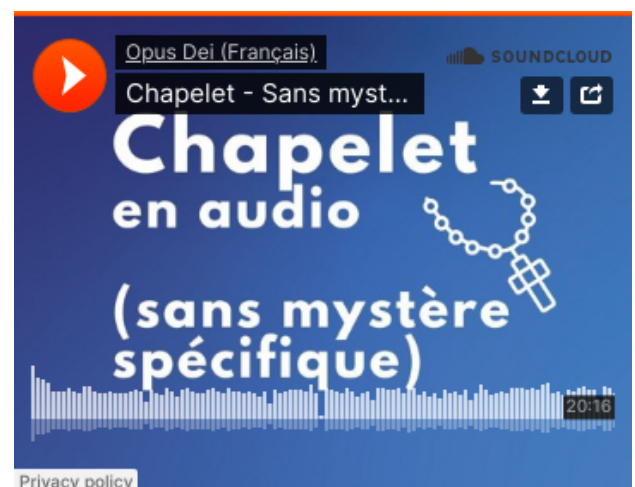 Opus Dei (Français)
SOUNDCLOUD
Chapelet - Sans myst...
Chapelet
en audio
(sans mystère
spécifique)
20:16
Privacy policy